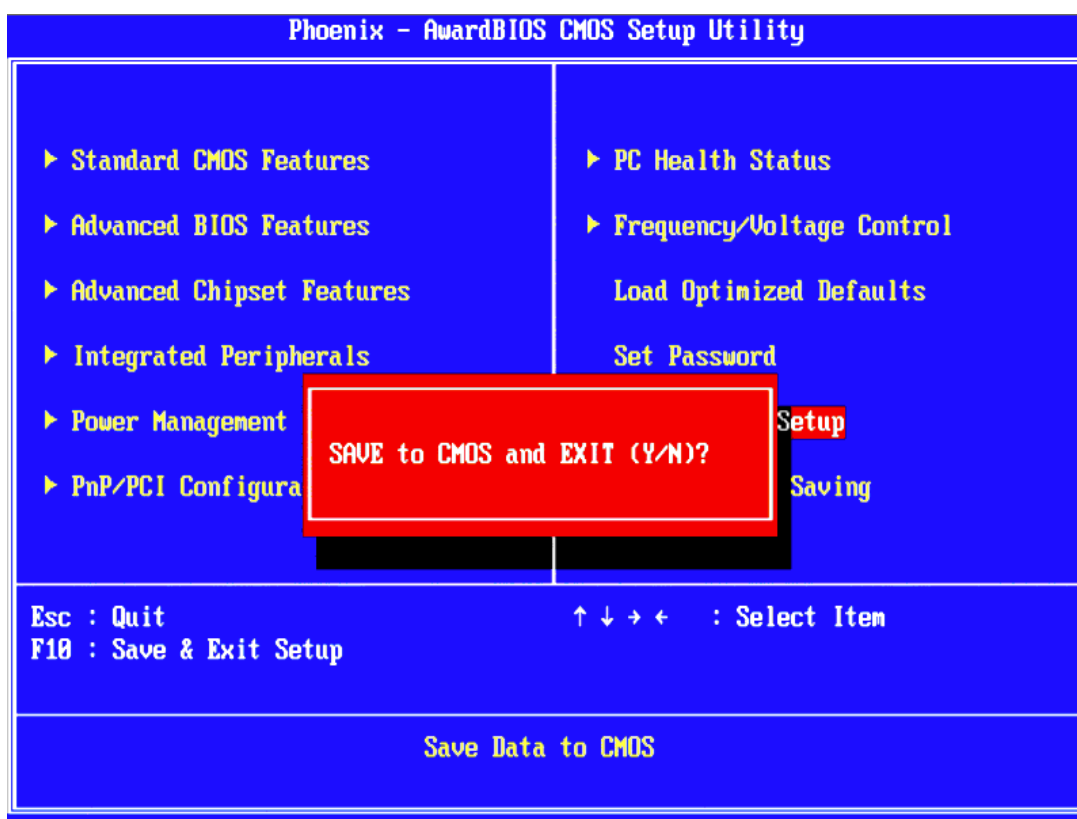 Phoenix - AwardBIOS CMOS Setup Utility
▶ Standard CMOS Features
▶ Advanced BIOS Features
▶ Advanced Chipset Features
▶ Integrated Peripherals
▶ Power Management
▶ PnP/PCI Configura
▶ PC Health Status
▶ Frequency/Voltage Control
Load Optimized Defaults
Set Password
Setup
Saving
SAVE to CMOS and EXIT (Y/N)?
Esc : Quit
F10 : Save & Exit Setup
↑ ↓ → ← : Select Item
Save Data to CMOS